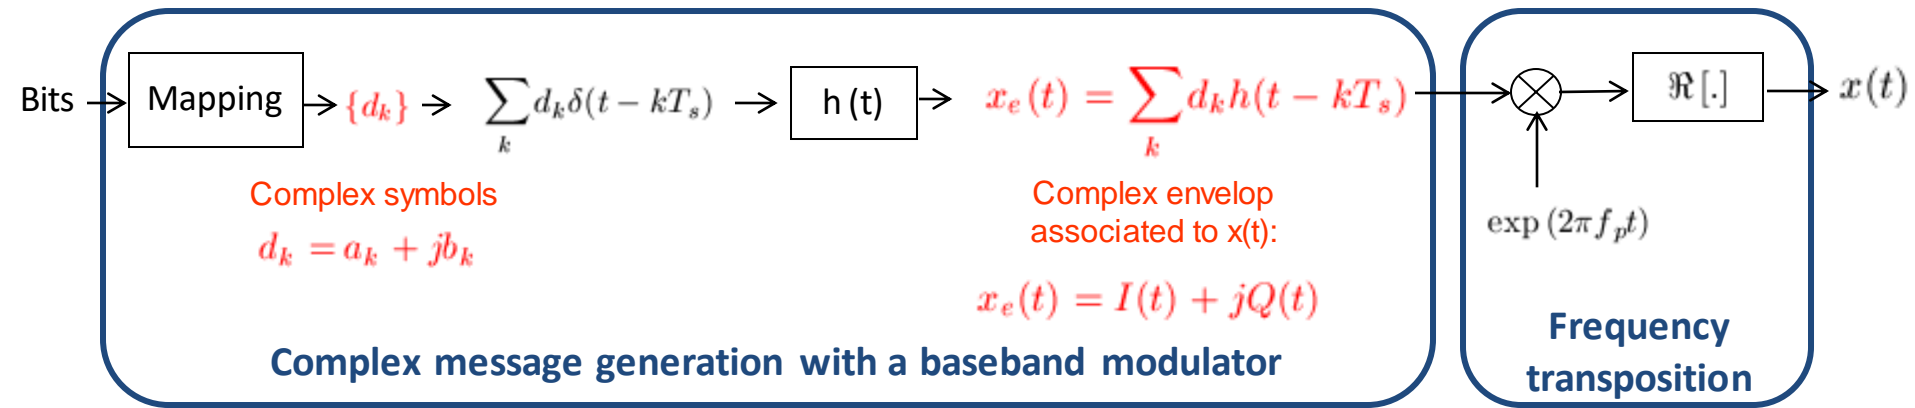 Bits
Mapping
{d_k}
∑_k d_k δ(t − kT_s)
h (t)
x_e(t) = ∑_k d_k h(t − kT_s)
ℜ[.]
x(t)
Complex symbols
d_k = a_k + jb_k
Complex envelop
associated to x(t):
x_e(t) = I(t) + jQ(t)
exp (2πf_p t)
Complex message generation with a baseband modulator
Frequency
transposition